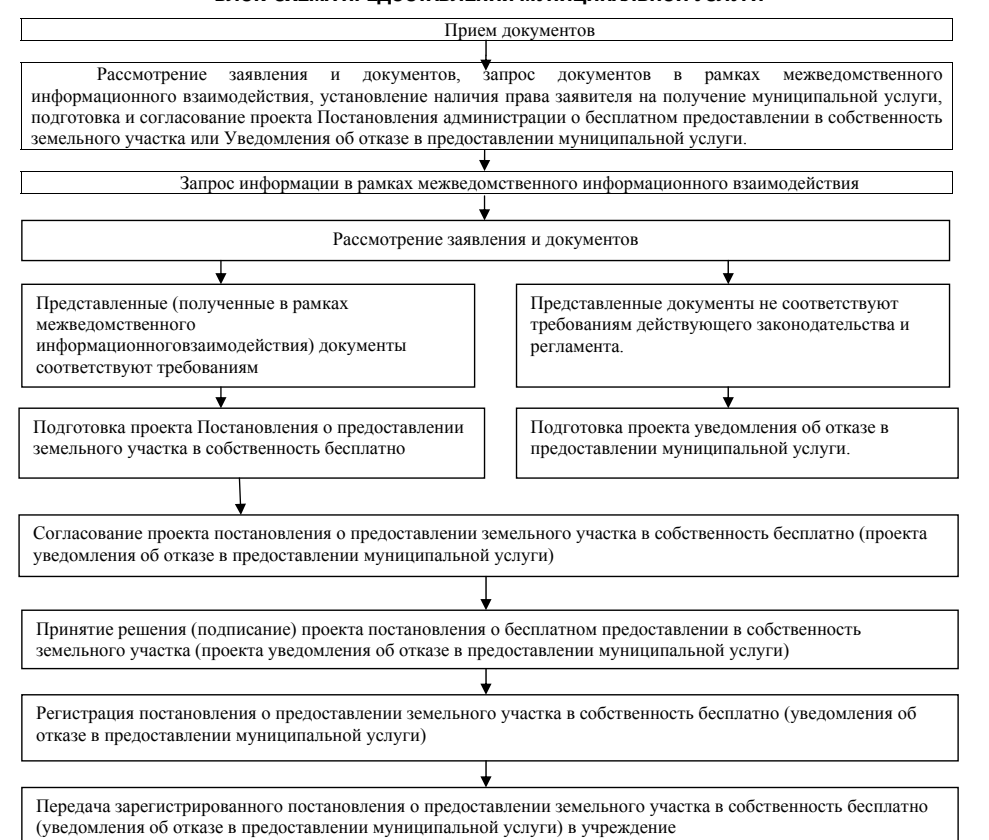 БЛОК-СХЕМА ПРЕДОСТАВЛЕНИЯ МУНИЦИПАЛЬНОЙ УСЛУГИ
Прием документов
Рассмотрение заявления и документов, запрос документов в рамках межведомственного
информационного взаимодействия, установление наличия права заявителя на получение муниципальной услуги,
подготовка и согласование проекта Постановления администрации о бесплатном предоставлении в собственность
земельного участка или Уведомления об отказе в предоставлении муниципальной услуги.
Запрос информации в рамках межведомственного информационного взаимодействия
Рассмотрение заявления и документов
Представленные (полученные в рамках
межведомственного
информационноговзаимодействия) документы
соответствуют требованиям
Представленные документы не соответствуют
требованиям действующего законодательства и
регламента.
Подготовка проекта Постановления о предоставлении
земельного участка в собственность бесплатно
Подготовка проекта уведомления об отказе в
предоставлении муниципальной услуги.
Согласование проекта постановления о предоставлении земельного участка в собственность бесплатно (проекта
уведомления об отказе в предоставлении муниципальной услуги)
Принятие решения (подписание) проекта постановления о бесплатном предоставлении в собственность
земельного участка (проекта уведомления об отказе в предоставлении муниципальной услуги)
Регистрация постановления о предоставлении земельного участка в собственность бесплатно (уведомления об
отказе в предоставлении муниципальной услуги)
Передача зарегистрированного постановления о предоставлении земельного участка в собственность бесплатно
(уведомления об отказе в предоставлении муниципальной услуги) в учреждение